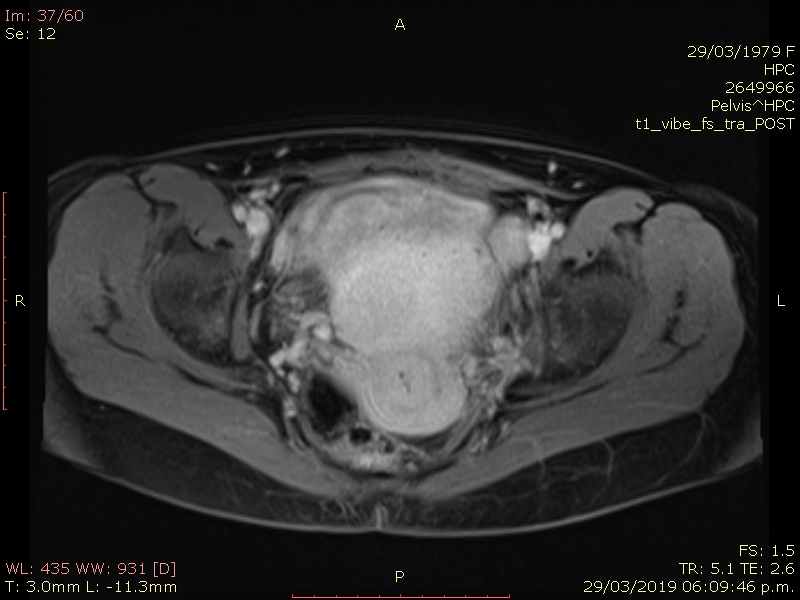 Im: 37/60
Se: 12
A
29/03/1979 F
HPC
2649966
Pelvis^HPC
t1_vibe_fs_tra_POST
R
L
WL: 435 WW: 931 [D]
T: 3.0mm L: -11.3mm
P
FS: 1.5
TR: 5.1 TE: 2.6
29/03/2019 06:09:46 p.m.